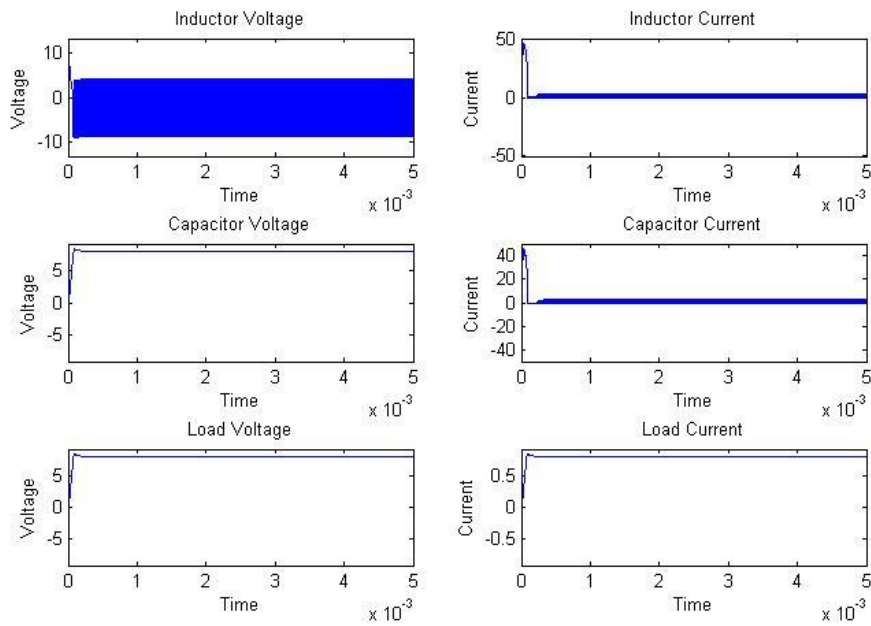 Inductor Voltage
10
0
-10
Voltage
0 1 2 3 4 5
Time
x 10-3
Inductor Current
50
0
-50
Current
0 1 2 3 4 5
Time
x 10-3
Capacitor Voltage
5
0
-5
Voltage
0 1 2 3 4 5
Time
x 10-3
Capacitor Current
40
20
0
-20
-40
Current
0 1 2 3 4 5
Time
x 10-3
Load Voltage
5
0
-5
Voltage
0 1 2 3 4 5
Time
x 10-3
Load Current
0.5
0
-0.5
Current
0 1 2 3 4 5
Time
x 10-3